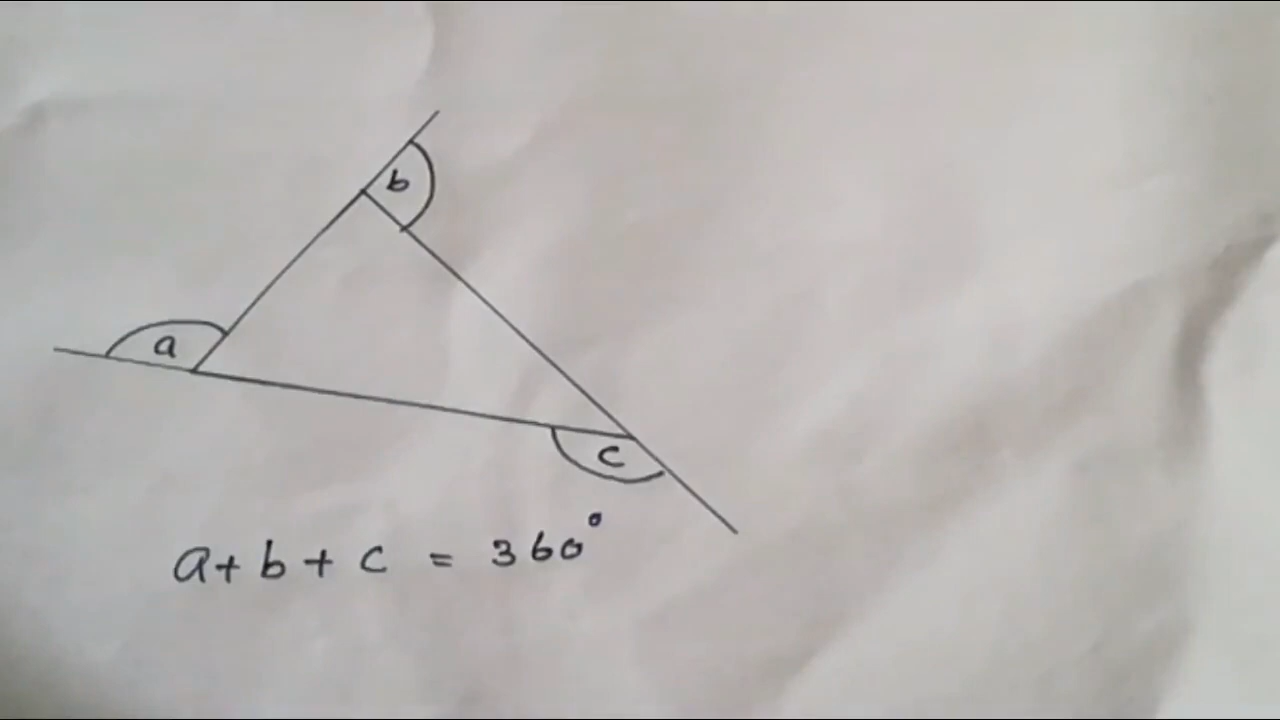 b
a
c
a + b + c = 360°